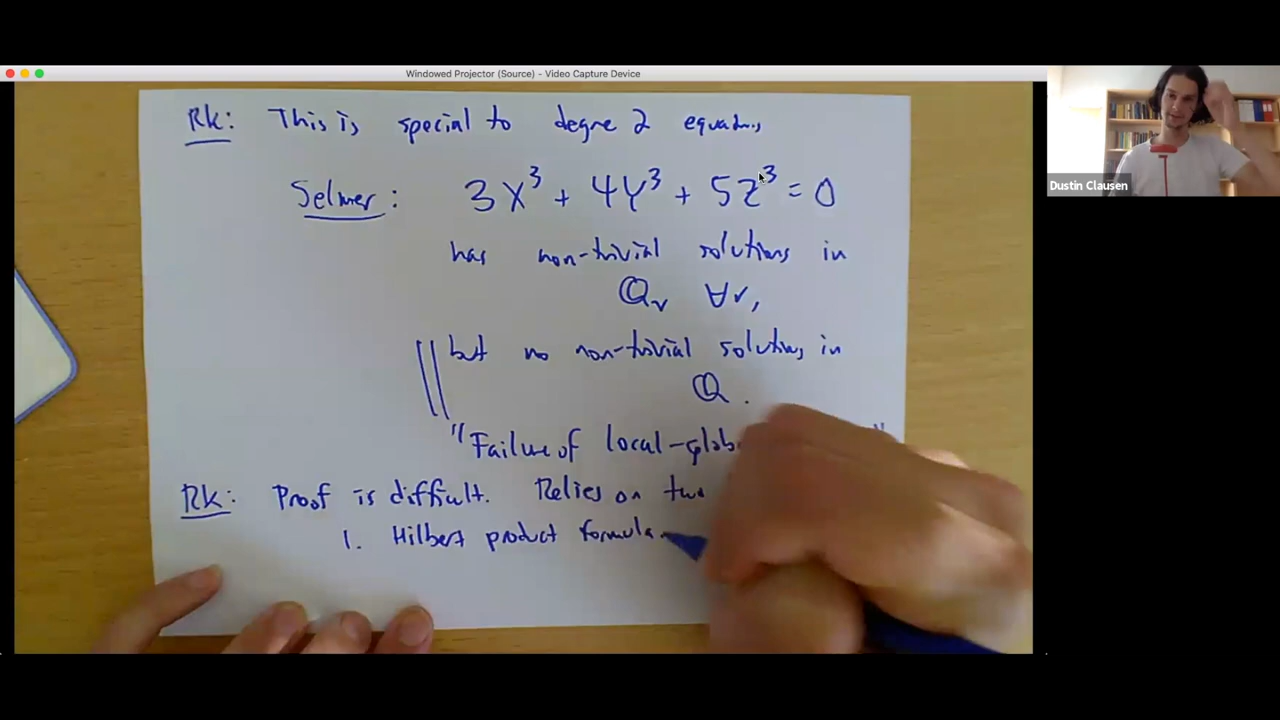 Windowed Projector (Source) - Video Capture Device
Rk: This is special to degre 2 equatns
Selmer: 3X³ + 4Y³ + 5Z³ = 0
has non-trivial solutions in
ℚᵥ ∀v,
but no non-trivial solutions in
ℚ.
"Failure of local-glob
Rk: Proof is difficult. Relies on two
1. Hilbert product formula
Dustin Clausen